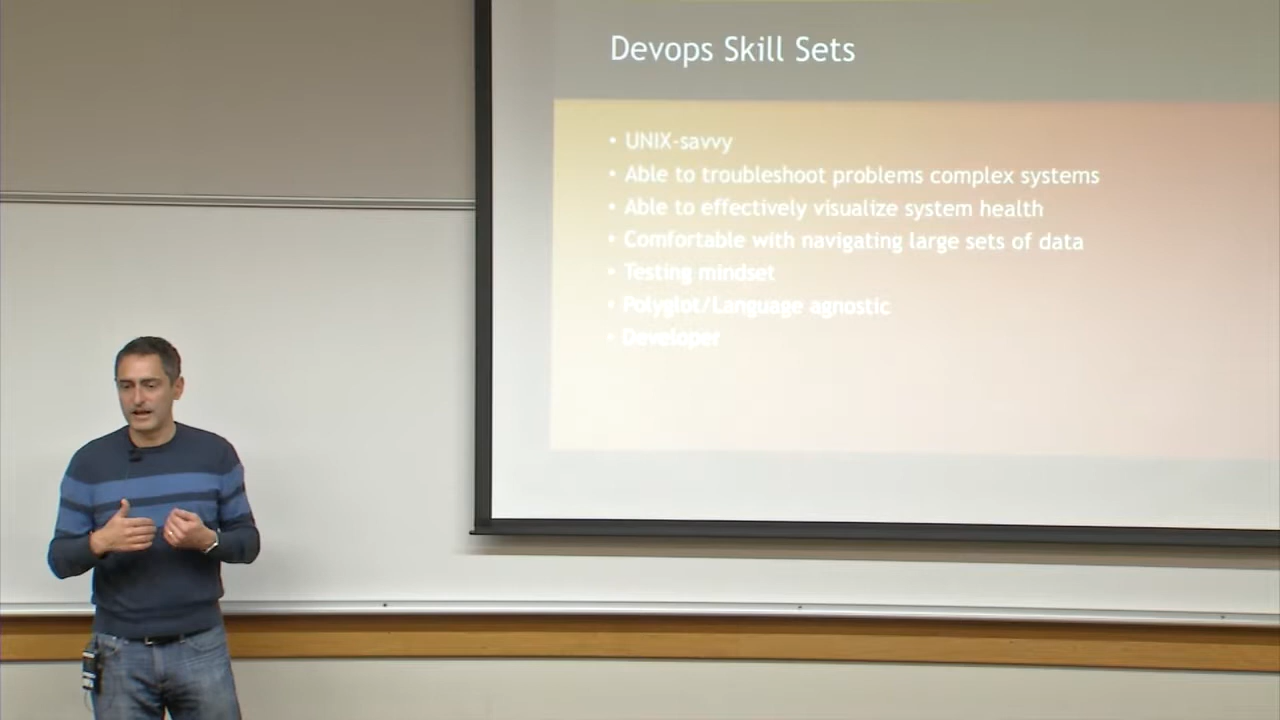 Devops Skill Sets
• UNIX-savvy
• Able to troubleshoot problems complex systems
• Able to effectively visualize system health
• Comfortable with navigating large sets of data
• Testing mindset
• Polyglot/Language agnostic
• Developer